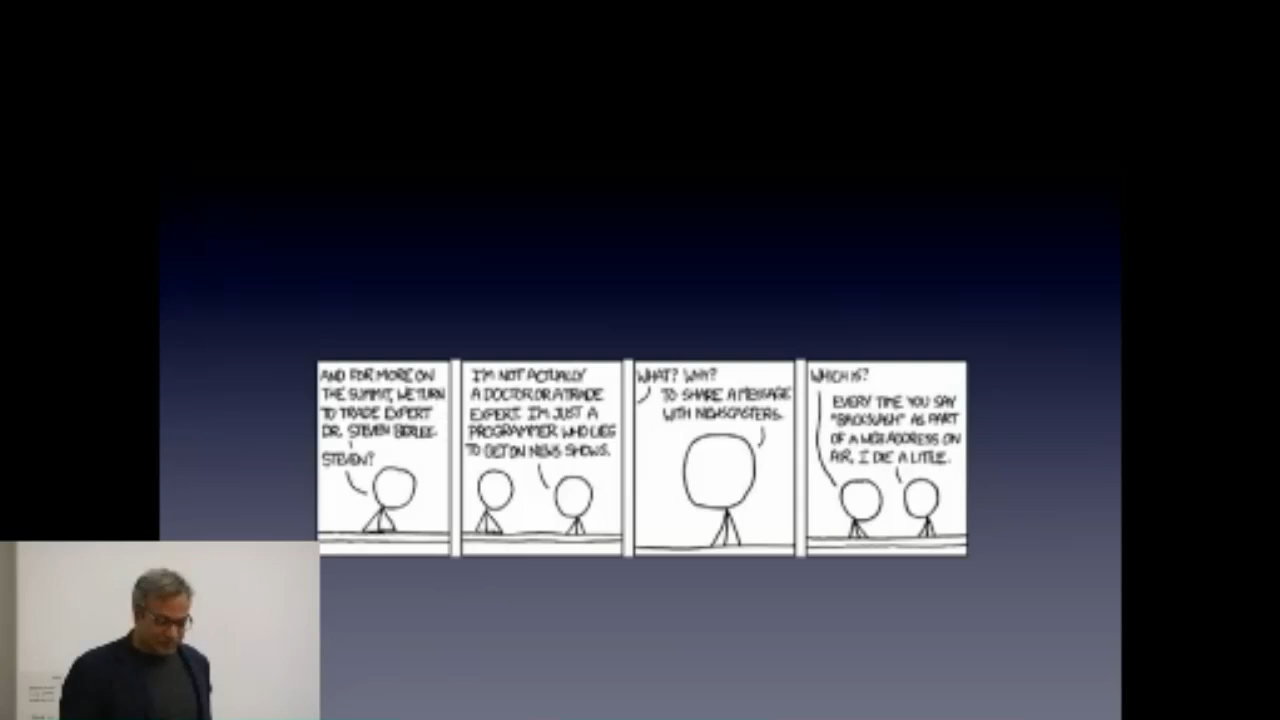 AND FOR MORE ON
THE SUMMIT, WE TURN
TO TRADE EXPERT
DR. STEVEN BERLEE.
STEVEN?
I'M NOT ACTUALLY
A DOCTOR OR A TRADE
EXPERT. I'M JUST A
PROGRAMMER WHO LIES
TO GET ON NEWS SHOWS.
WHAT? WHY?
TO SHARE A MESSAGE
WITH NEWSCASTERS.
WHICH IS?
EVERY TIME YOU SAY
"BACKSLASH" AS PART
OF A WEB ADDRESS ON
AIR, I DIE A LITTLE.